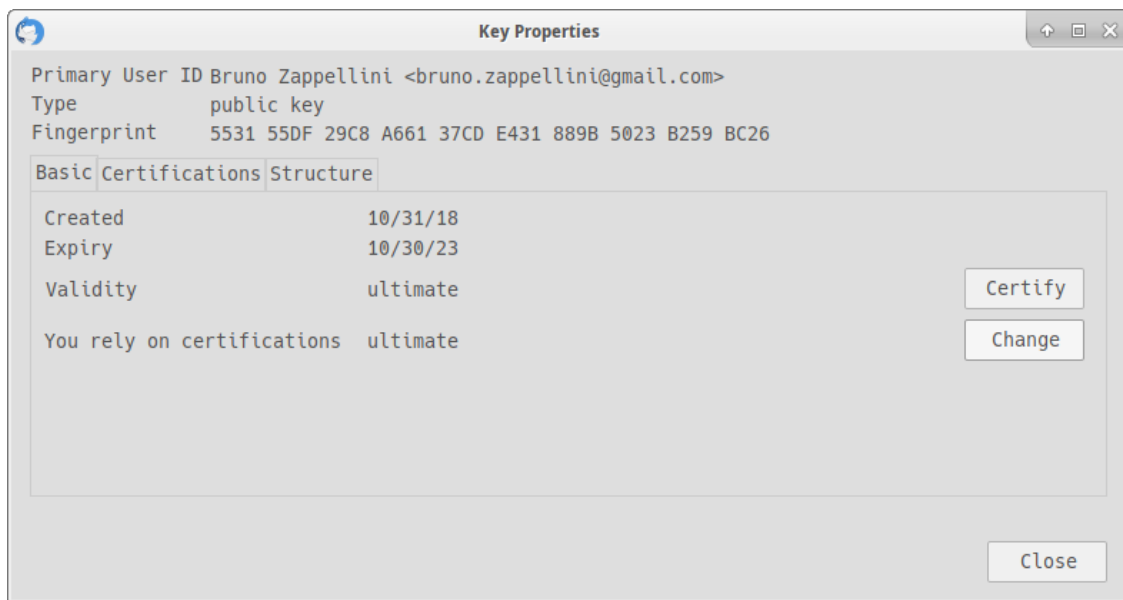 Key Properties
Primary User ID Bruno Zappellini <bruno.zappellini@gmail.com>
Type public key
Fingerprint 5531 55DF 29C8 A661 37CD E431 889B 5023 B259 BC26
Basic Certifications Structure
Created 10/31/18
Expiry 10/30/23
Validity ultimate Certify
You rely on certifications ultimate Change
Close